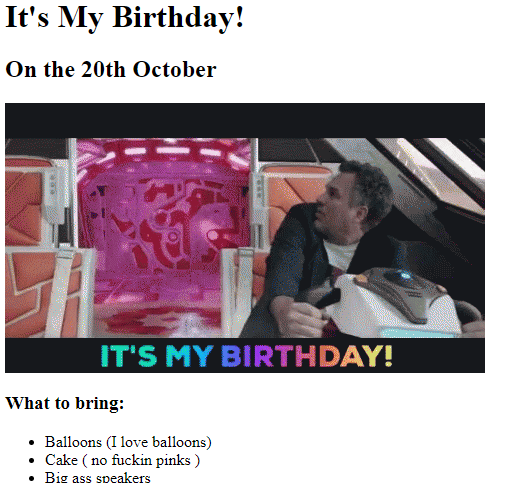 It's My Birthday!
On the 20th October
IT'S MY BIRTHDAY!
What to bring:
Balloons (I love balloons)
Cake ( no fuckin pinks )
Big ass speakers